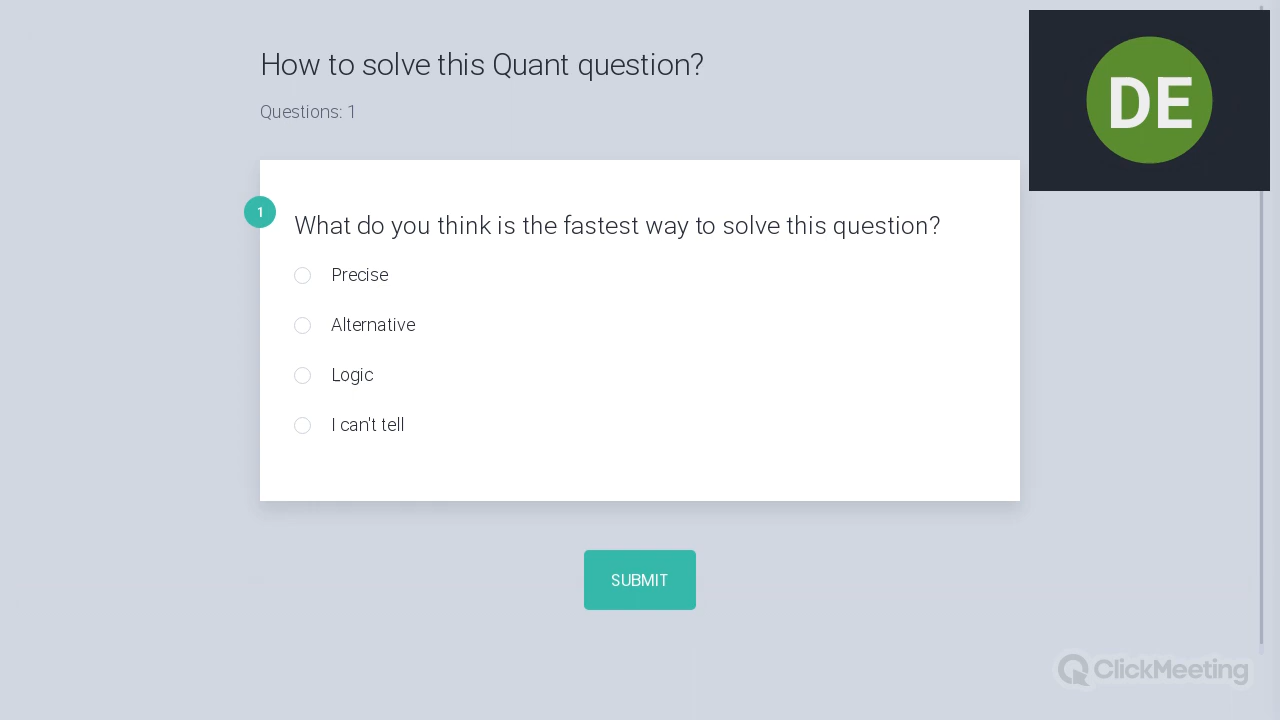 How to solve this Quant question?
Questions: 1
DE
1
What do you think is the fastest way to solve this question?
Precise
Alternative
Logic
I can't tell
SUBMIT
ClickMeeting